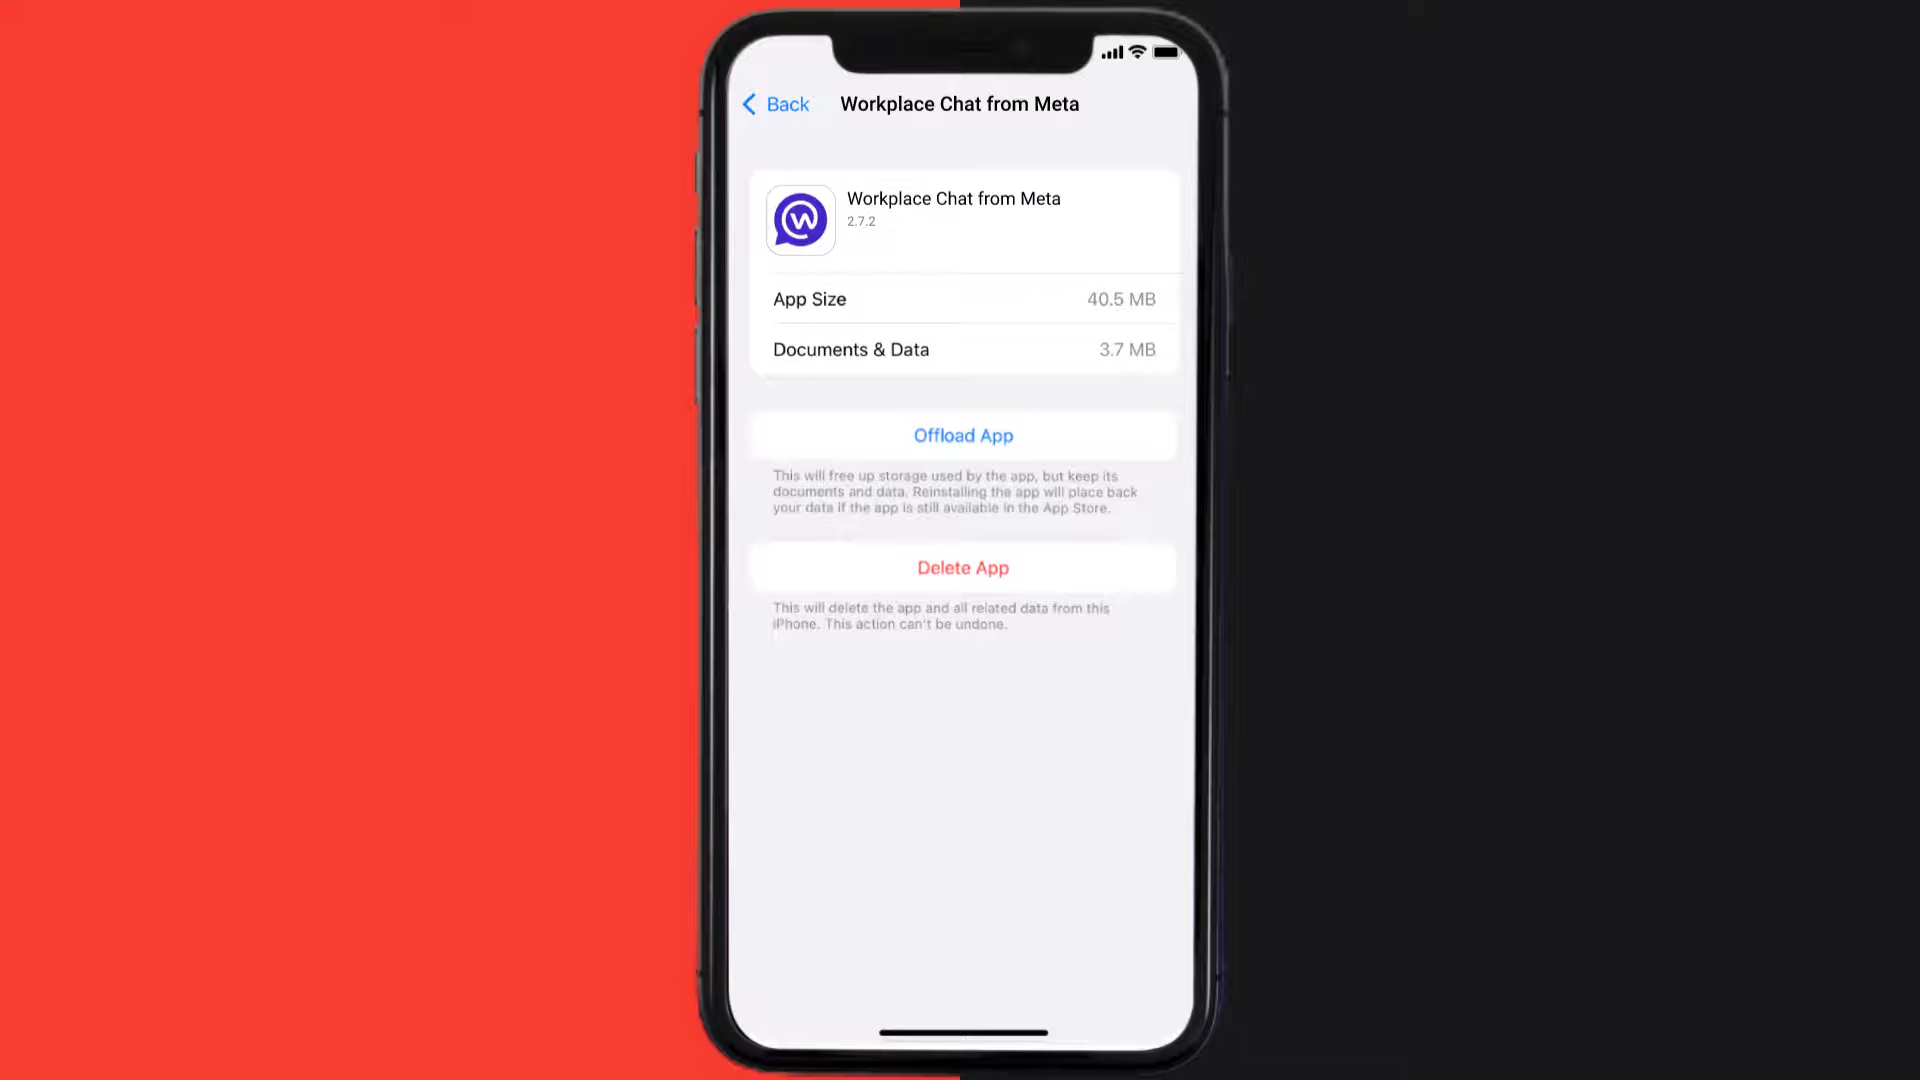 Back
Workplace Chat from Meta
Workplace Chat from Meta
2.7.2
App Size
40.5 MB
Documents & Data
3.7 MB
Offload App
This will free up storage used by the app, but keep its
documents and data. Reinstalling the app will place back
your data if the app is still available in the App Store.
Delete App
This will delete the app and all related data from this
iPhone. This action can't be undone.